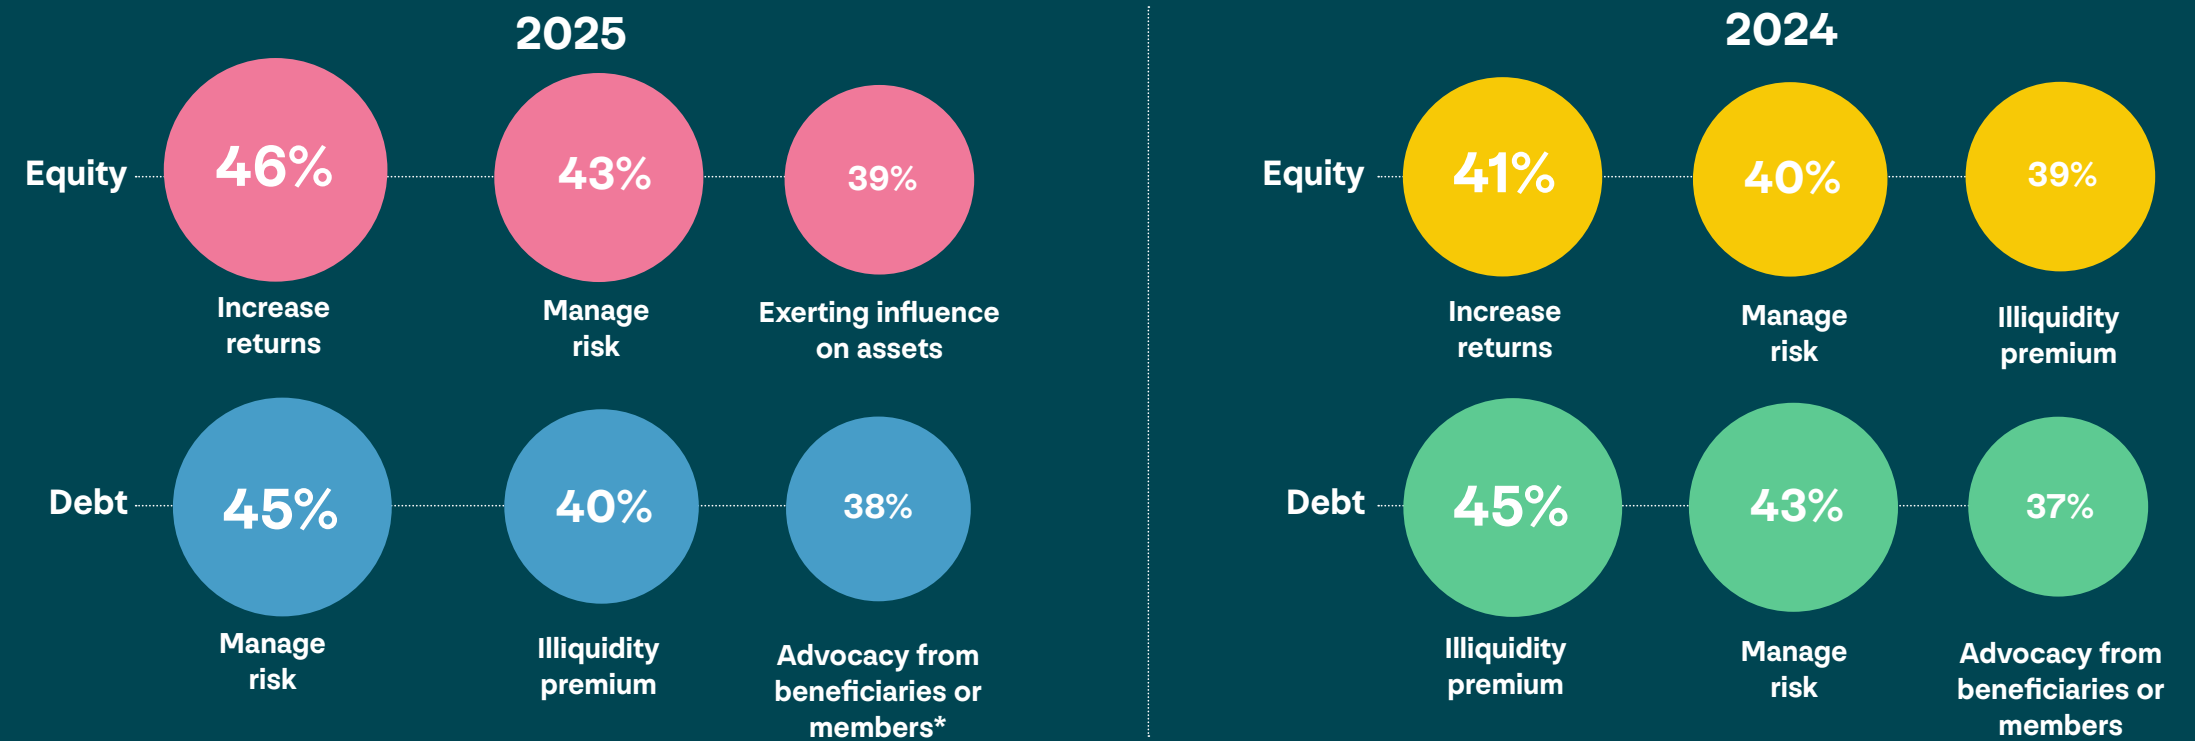 2025
Equity
46%
43%
39%
Increase
returns
Manage
risk
Exerting influence
on assets
Debt
45%
40%
38%
Manage
risk
Illiquidity
premium
Advocacy from
beneficiaries or
members*
2024
Equity
41%
40%
39%
Increase
returns
Manage
risk
Illiquidity
premium
Debt
45%
43%
37%
Illiquidity
premium
Manage
risk
Advocacy from
beneficiaries or
members